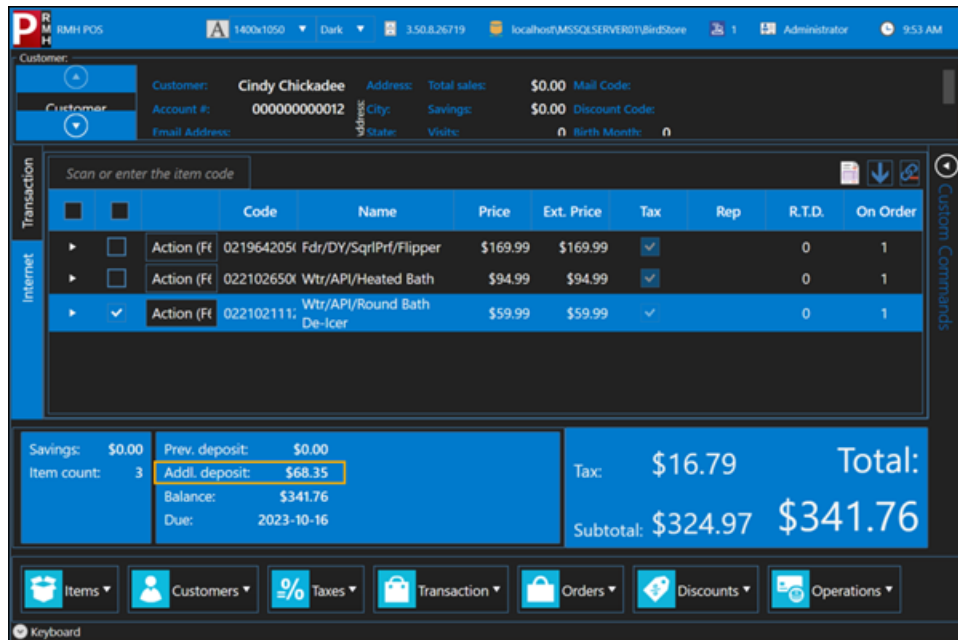 P RMH RMH POS A 1400x1050 Dark 3.50.8.26719 localhost\MSSQLSERVER01\BirdStore 1 Administrator 9:53 AM
Customer:
Customer
Customer: Cindy Chickadee Address: Total sales: $0.00 Mail Code:
Account #: 000000000012 City: Savings: $0.00 Discount Code:
Email Address: State: Visits: 0 Birth Month: 0
Transaction
Internet
Custom Commands
Scan or enter the item code
Code Name Price Ext. Price Tax Rep R.T.D. On Order
Action (F 021964205 Fdr/DY/SqrlPrf/Flipper $169.99 $169.99 0 1
Action (F 022102650 Wtr/API/Heated Bath $94.99 $94.99 0 1
Action (F 022102111 Wtr/API/Round Bath $59.99 $59.99 0 1
De-Icer
Savings: $0.00
Item count: 3
Prev. deposit: $0.00
Addl. deposit: $68.35
Balance: $341.76
Due: 2023-10-16
Tax: $16.79
Subtotal: $324.97
Total:
$341.76
Items Customers Taxes Transaction Orders Discounts Operations
Keyboard